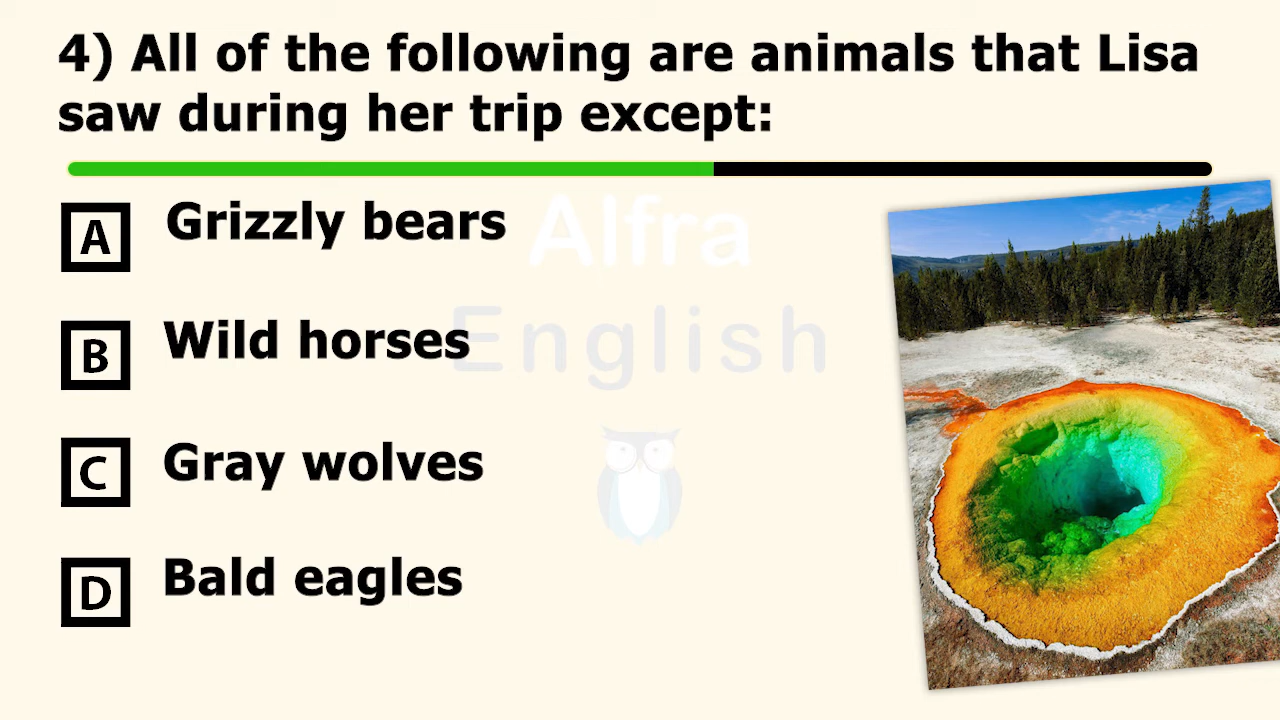 4) All of the following are animals that Lisa
saw during her trip except:
A Grizzly bears
Alfra
B Wild horses
English
C Gray wolves
D Bald eagles